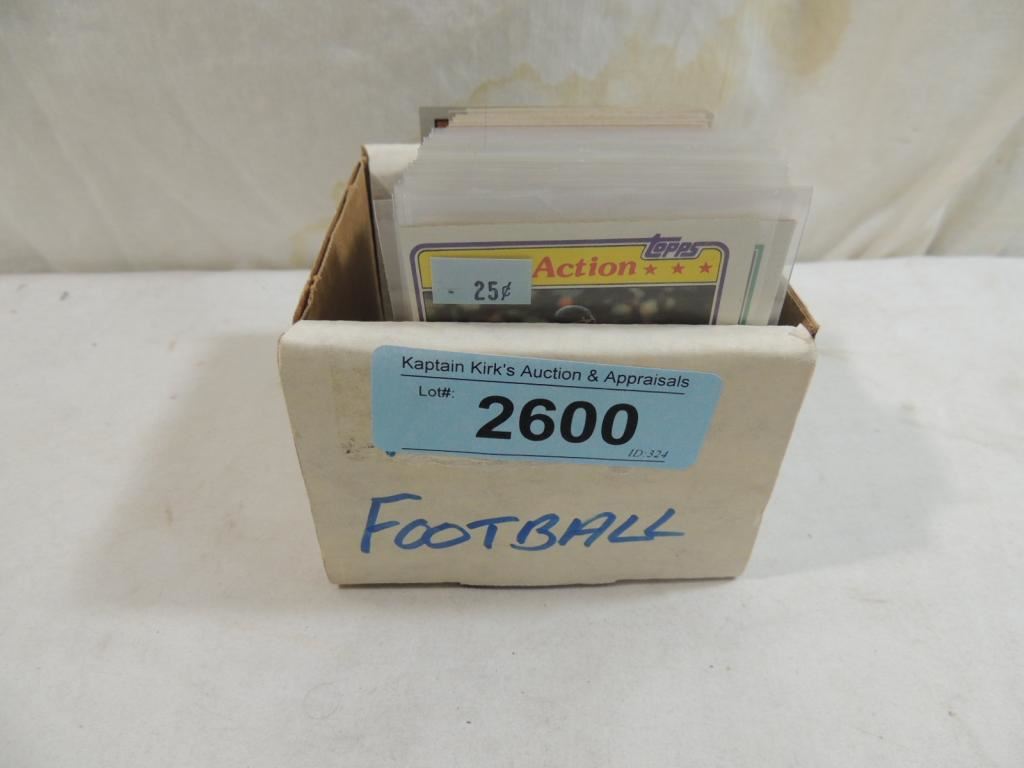 topps
Action
25¢
Kaptain Kirk's Auction & Appraisals
Lot#:
2600
ID:324
FOOTBALL